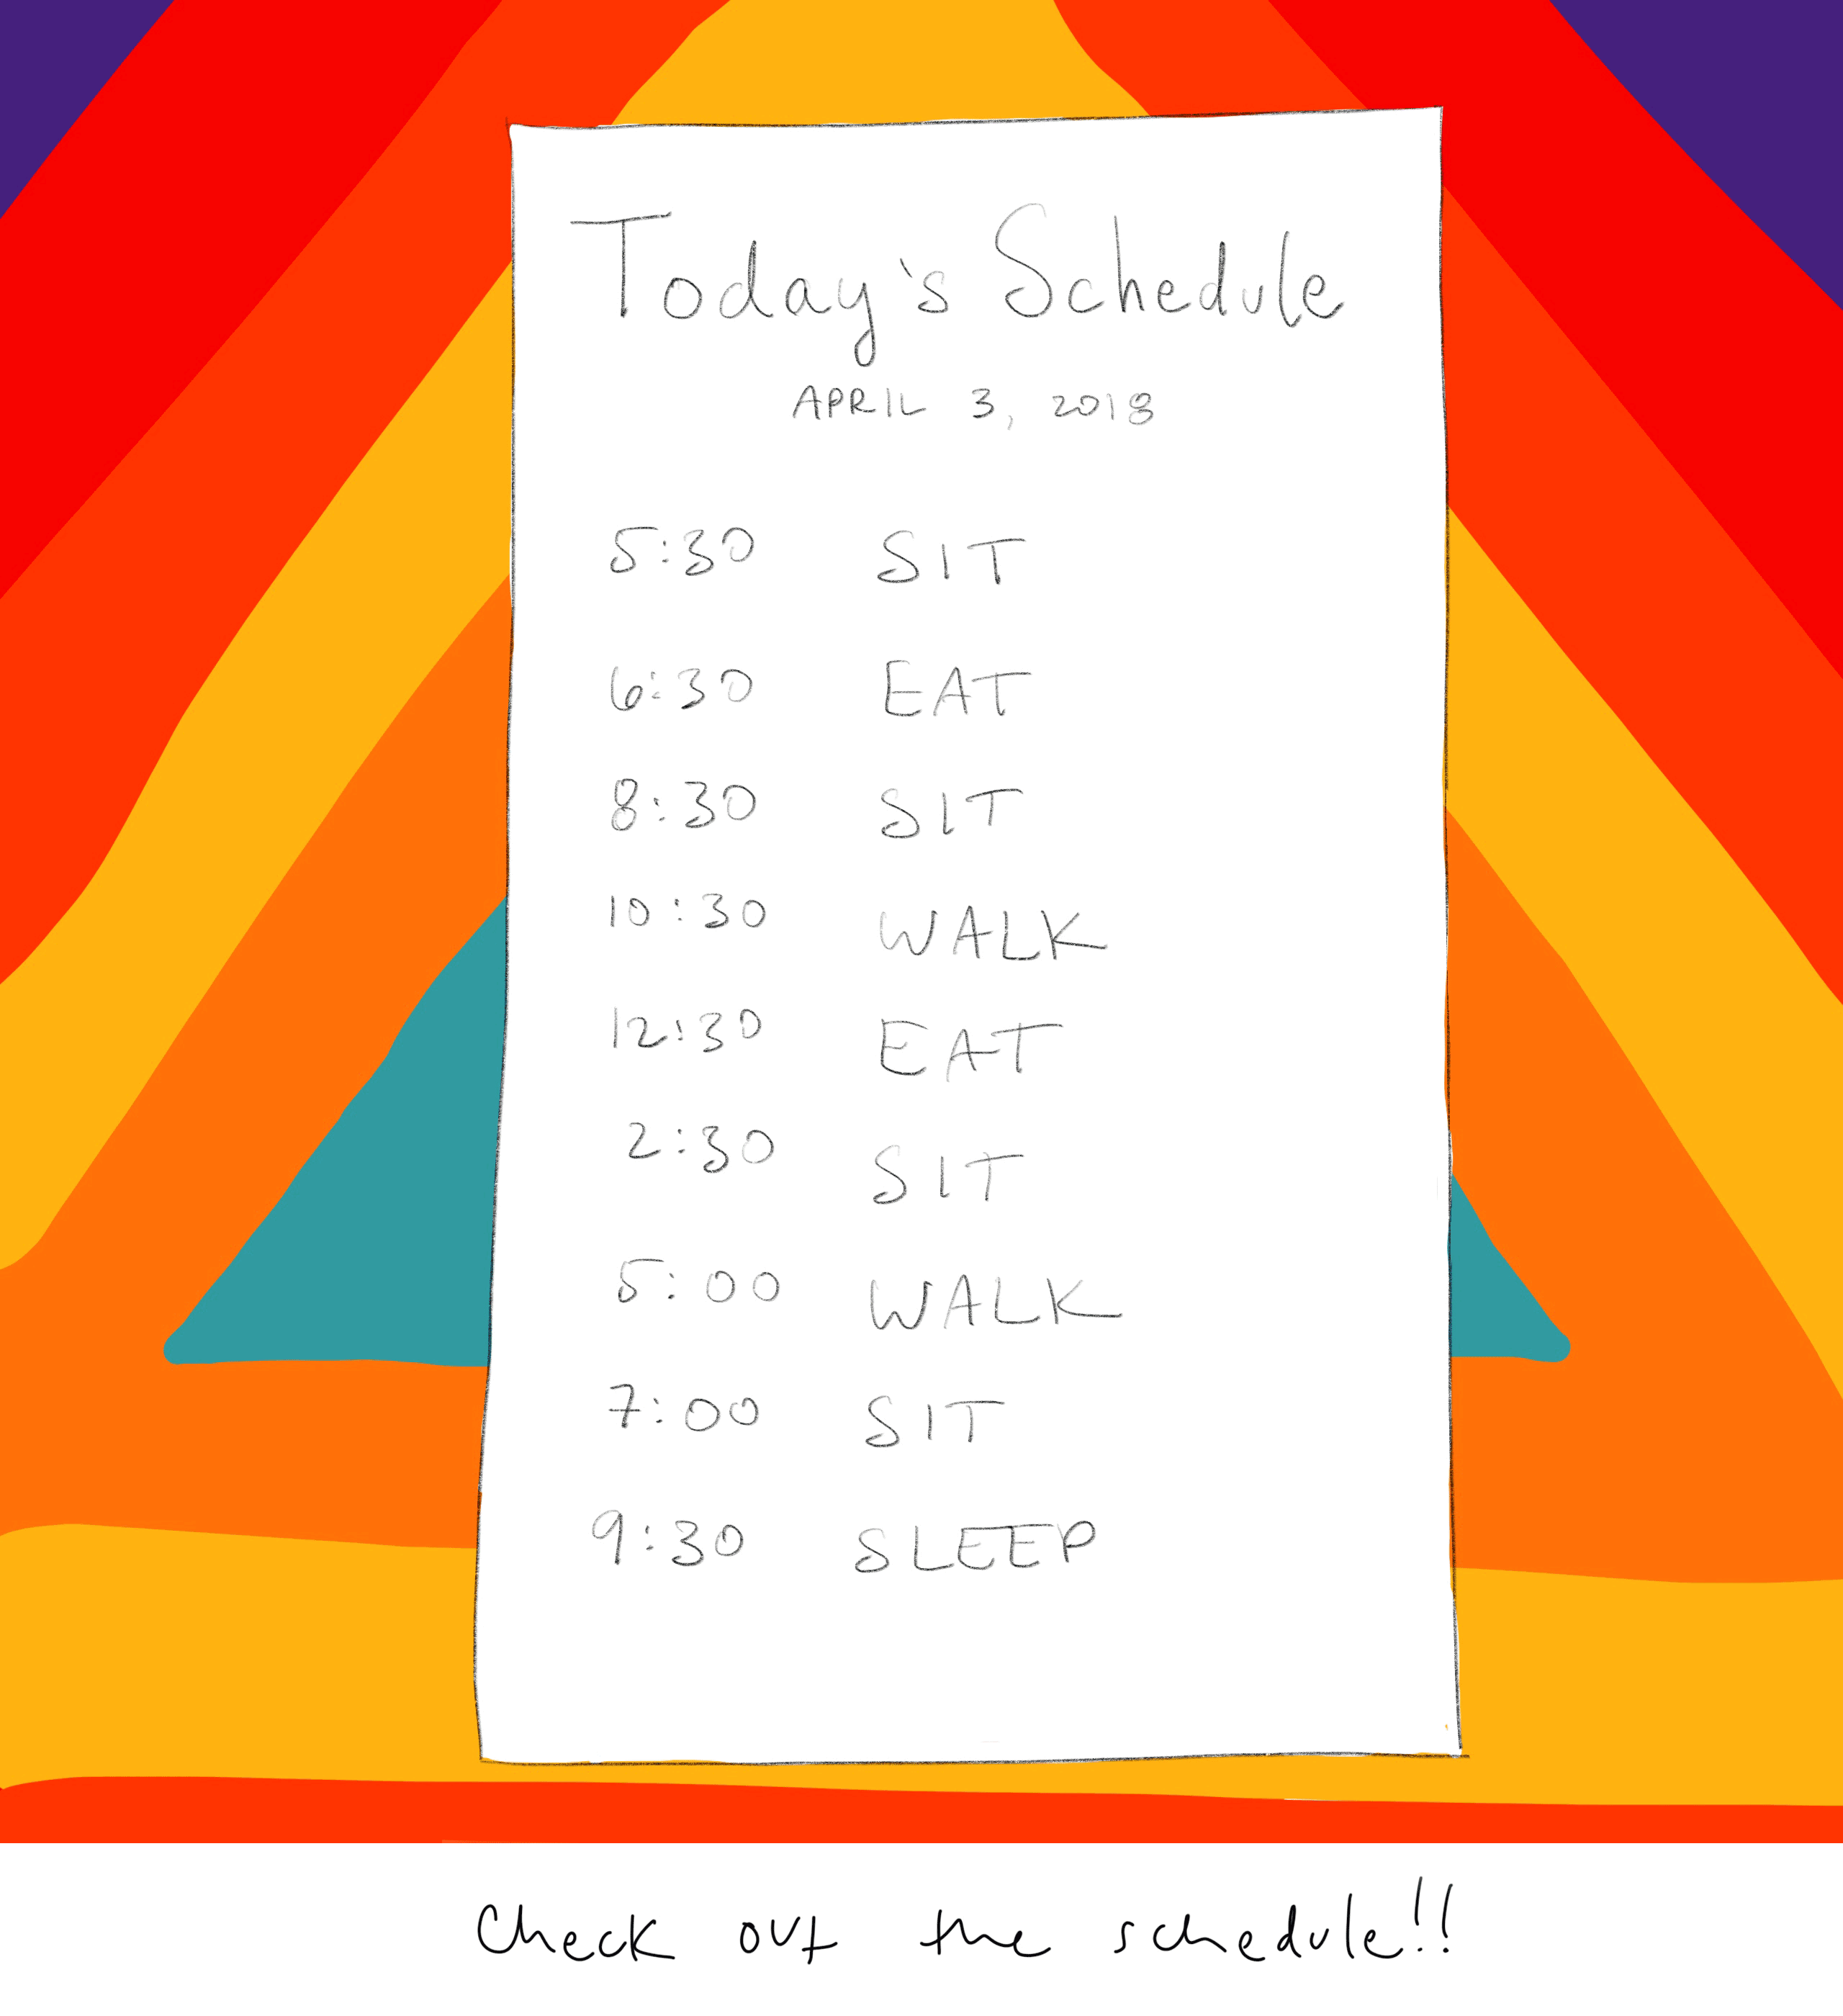 Today's Schedule
APRIL 3, 2018
5:30 SIT
6:30 EAT
8:30 SIT
10:30 WALK
12:30 EAT
2:30 SIT
5:00 WALK
7:00 SIT
9:30 SLEEP
Check out the schedule!!